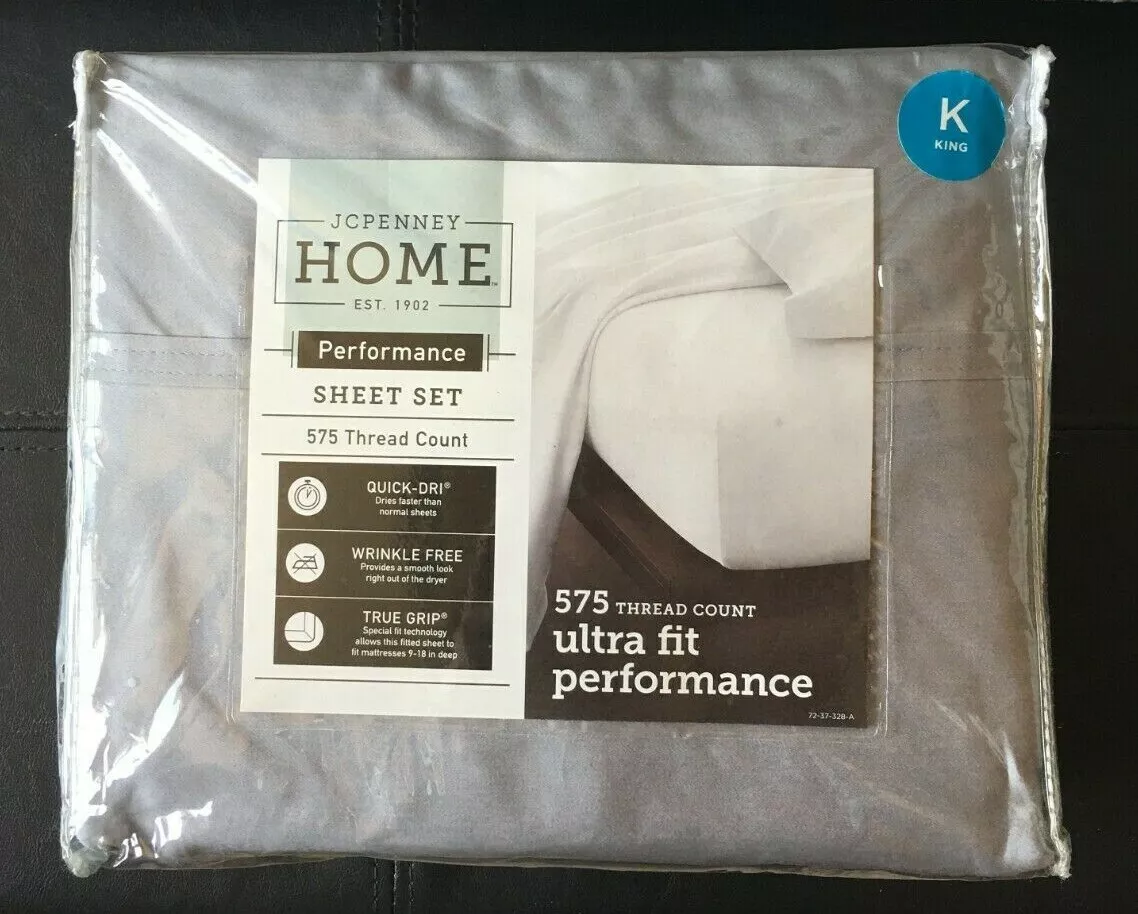 K
KING
JCPENNEY
HOME™
EST. 1902
Performance
SHEET SET
575 Thread Count
QUICK-DRI®
Dries faster than
normal sheets
WRINKLE FREE
Provides a smooth look
right out of the dryer
TRUE GRIP®
Special fit technology
allows this fitted sheet to
fit mattresses 9-18 in deep
575 THREAD COUNT
ultra fit
performance
72-37-328-A